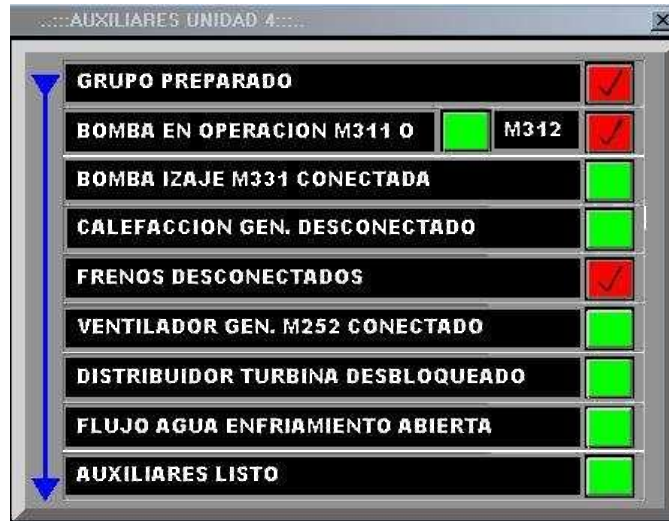 ..:::AUXILIARES UNIDAD 4:::..
GRUPO PREPARADO
BOMBA EN OPERACION M311 O M312
BOMBA IZAJE M331 CONECTADA
CALEFACCION GEN. DESCONECTADO
FRENOS DESCONECTADOS
VENTILADOR GEN. M252 CONECTADO
DISTRIBUIDOR TURBINA DESBLOQUEADO
FLUJO AGUA ENFRIAMIENTO ABIERTA
AUXILIARES LISTO